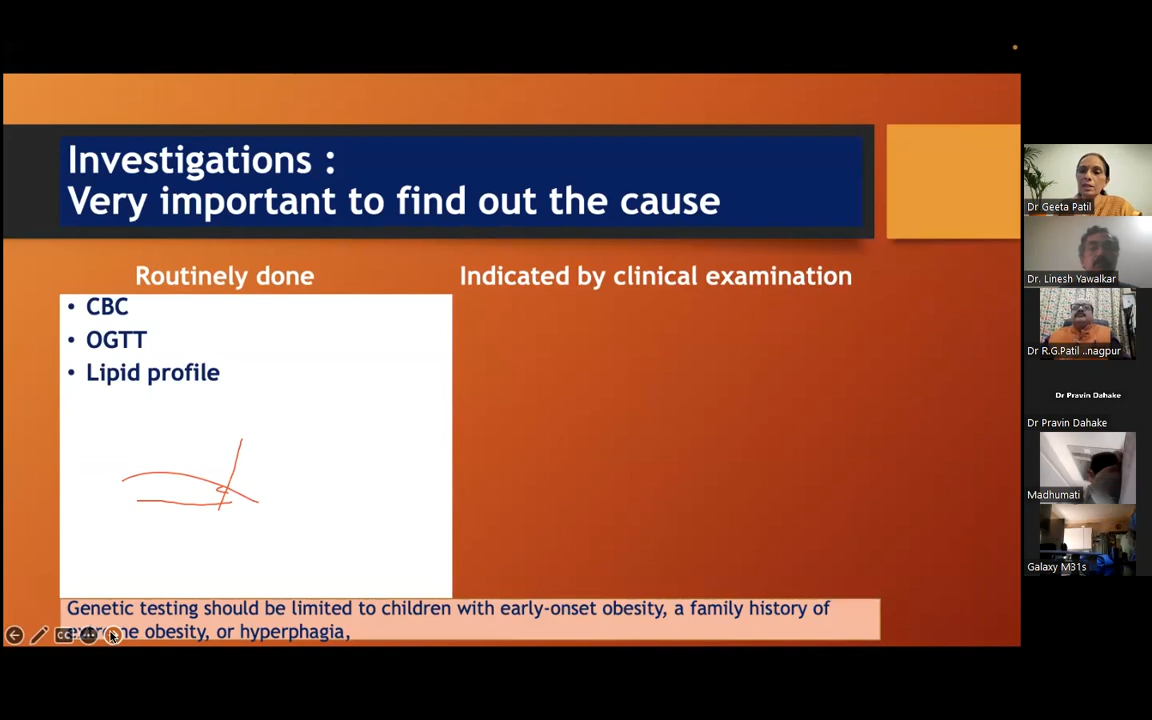 Investigations :
Very important to find out the cause
Routinely done
Indicated by clinical examination
• CBC
• OGTT
• Lipid profile
Genetic testing should be limited to children with early-onset obesity, a family history of
extreme obesity, or hyperphagia,
CC
Dr Geeta Patil
Dr. Linesh Yawalkar
Dr R.G.Patil ..nagpur
Dr Pravin Dahake
Dr Pravin Dahake
Madhumati
Galaxy M31s